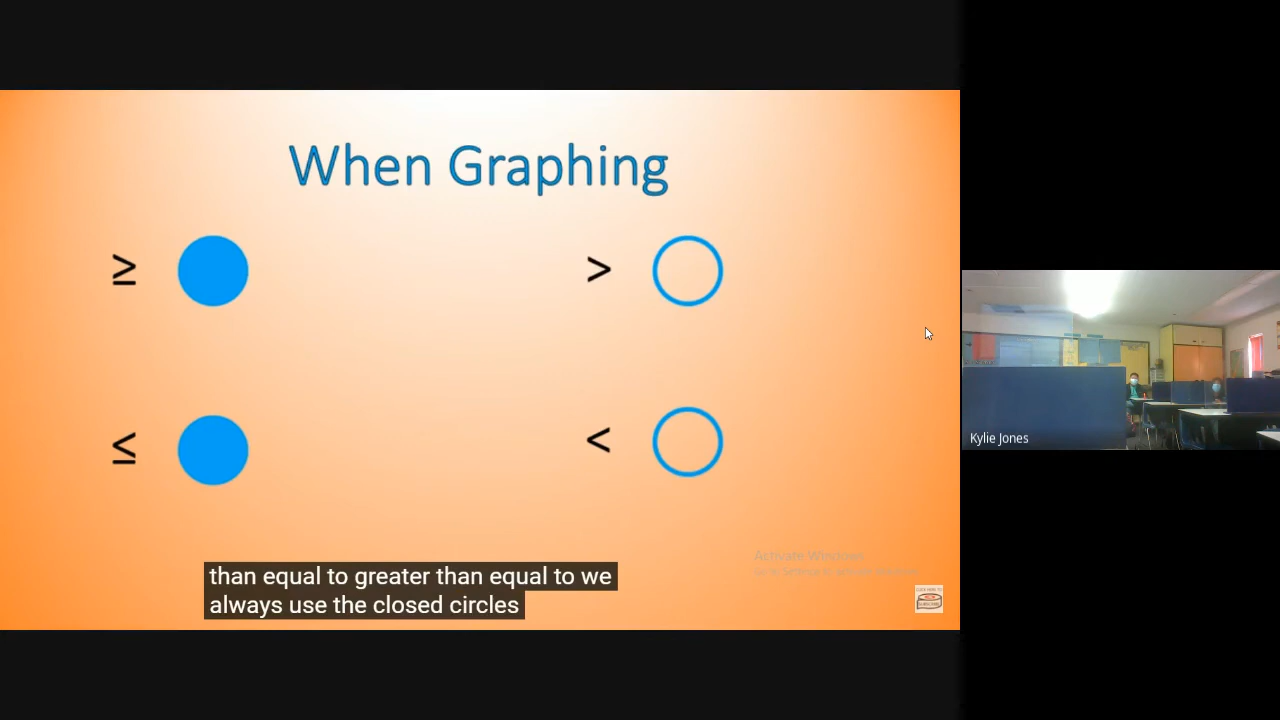 When Graphing
≥ >
≤ <
Activate Windows
than equal to greater than equal to we
always use the closed circles
Kylie Jones